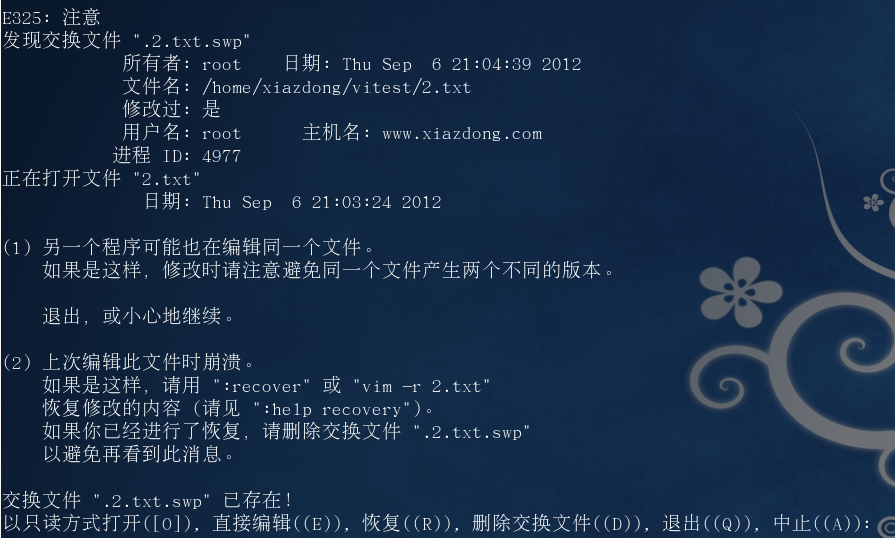 E325: 注意
发现交换文件 ".2.txt.swp"
所有者: root 日期: Thu Sep 6 21:04:39 2012
文件名: /home/xiazdong/vitest/2.txt
修改过: 是
用户名: root 主机名: www.xiazdong.com
进程 ID: 4977
正在打开文件 "2.txt"
日期: Thu Sep 6 21:03:24 2012
(1) 另一个程序可能也在编辑同一个文件。
如果是这样，修改时请注意避免同一个文件产生两个不同的版本。
退出，或小心地继续。
(2) 上次编辑此文件时崩溃。
如果是这样，请用 ":recover" 或 "vim -r 2.txt"
恢复修改的内容 (请见 ":help recovery")。
如果你已经进行了恢复，请删除交换文件 ".2.txt.swp"
以避免再看到此消息。
交换文件 ".2.txt.swp" 已存在！
以只读方式打开([O]), 直接编辑((E)), 恢复((R)), 删除交换文件((D)), 退出((Q)), 中止((A)):